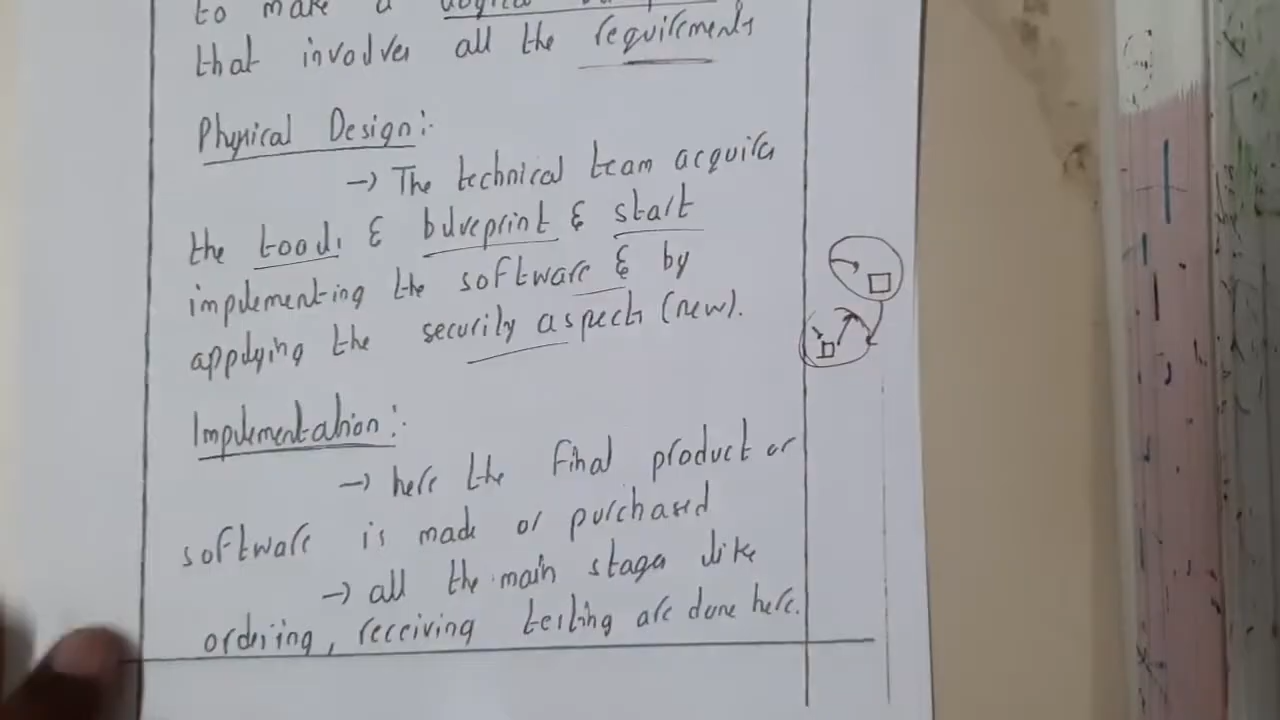 to make a
that involves all the requirements
Physical Design:-
→ The technical team acquires
the tools & blueprint & start
implementing the software & by
applying the security aspects (new).
Implementation:-
→ here the final product or
software is made or purchased
→ all the main stages like
ordering, receiving testing are done here.